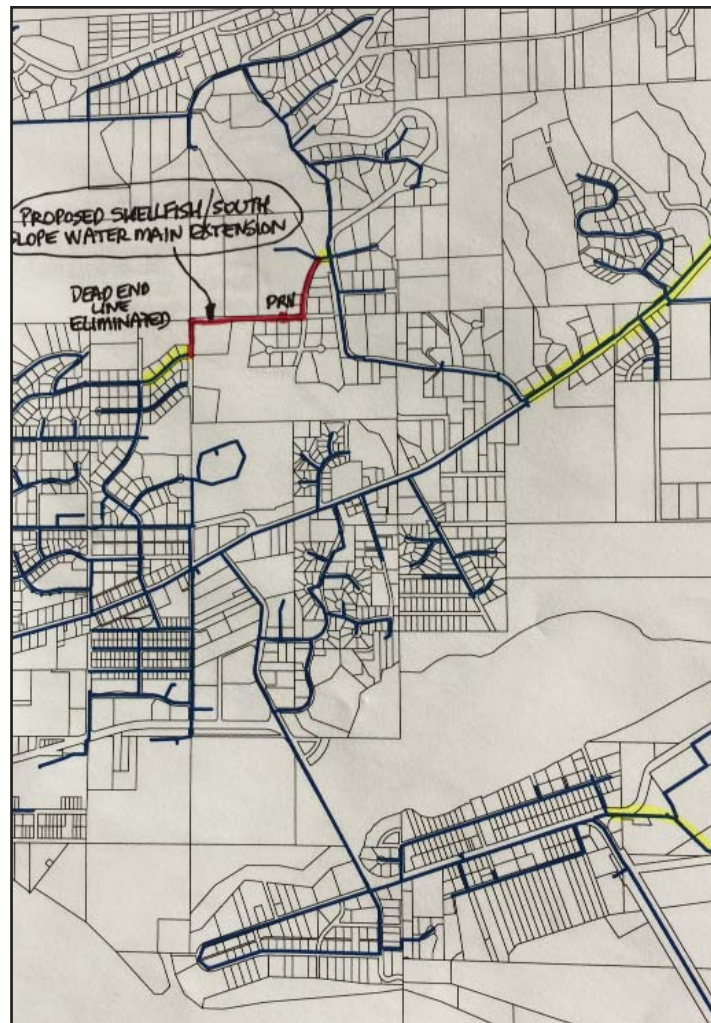 PROPOSED SHELLFISH/SOUTH
SLOPE WATER MAIN EXTENSION
DEAD END
LINE
ELIMINATED
PRV